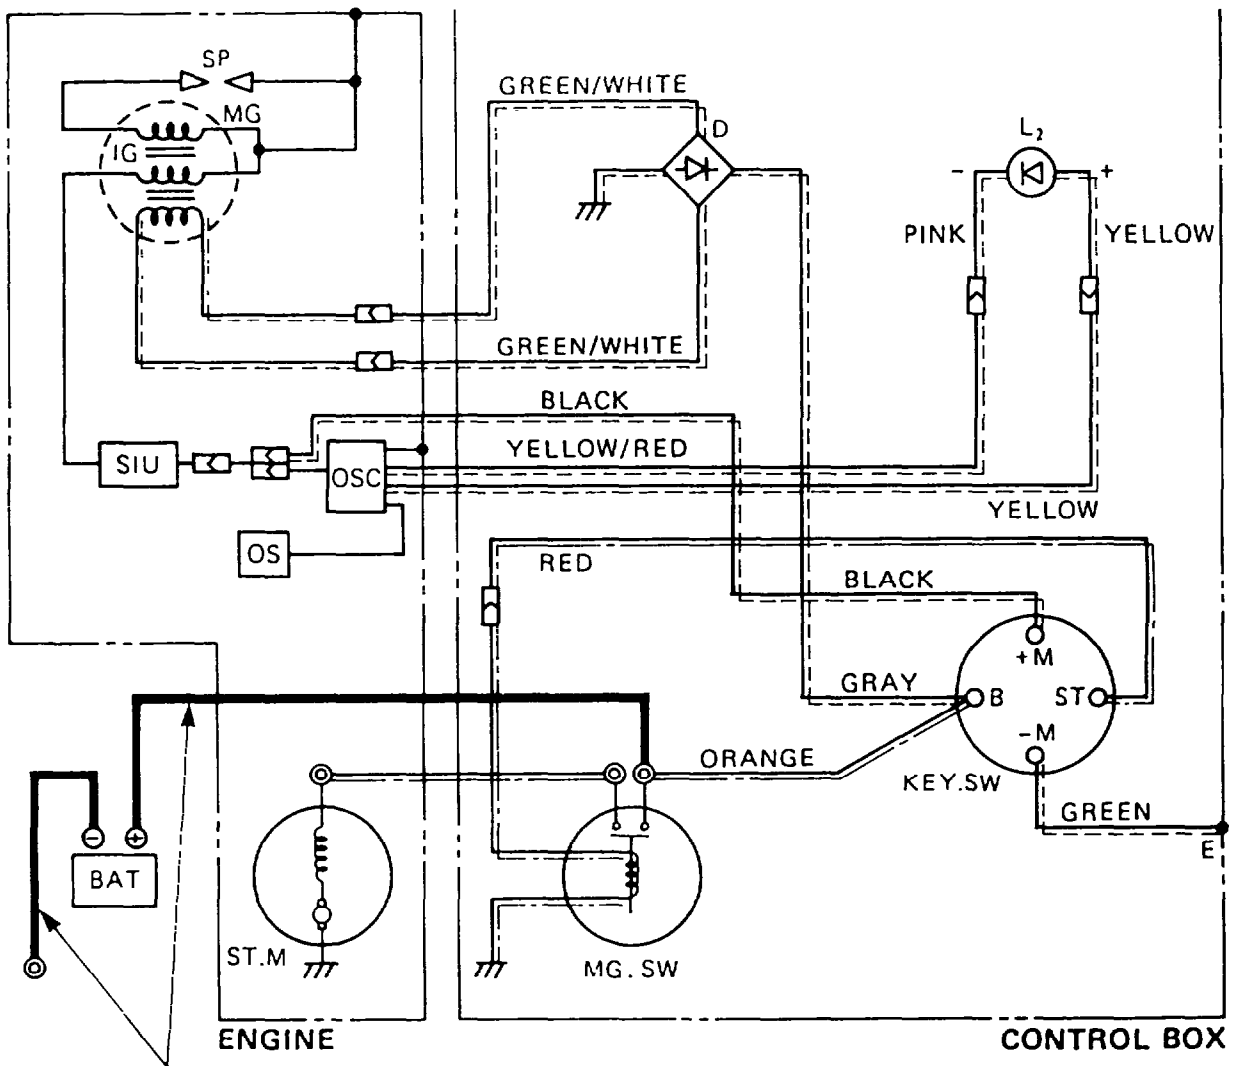 SP
GREEN/WHITE
MG
D
L₂
IG
-
+
PINK
YELLOW
GREEN/WHITE
BLACK
SIU
YELLOW/RED
OSC
YELLOW
OS
RED
BLACK
+M
GRAY
B
ST
-M
ORANGE
KEY.SW
GREEN
- +
E
BAT
ST.M
MG. SW
ENGINE
CONTROL BOX